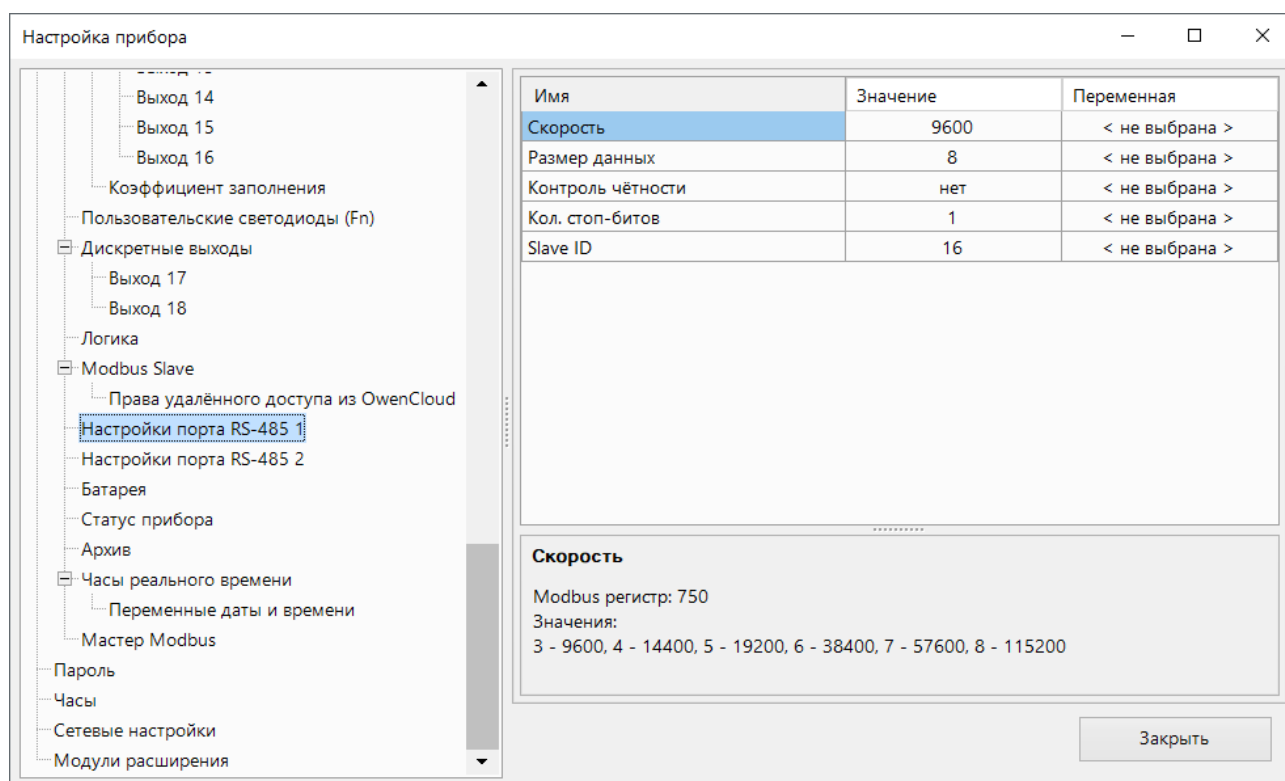 Настройка прибора
Выход 14
Выход 15
Выход 16
Коэффициент заполнения
Пользовательские светодиоды (Fn)
Дискретные выходы
Выход 17
Выход 18
Логика
Modbus Slave
Права удалённого доступа из OwenCloud
Настройки порта RS-485 1
Настройки порта RS-485 2
Батарея
Статус прибора
Архив
Часы реального времени
Переменные даты и времени
Мастер Modbus
Пароль
Часы
Сетевые настройки
Модули расширения
Имя Значение Переменная
Скорость 9600 < не выбрана >
Размер данных 8 < не выбрана >
Контроль чётности нет < не выбрана >
Кол. стоп-битов 1 < не выбрана >
Slave ID 16 < не выбрана >
Скорость
Modbus регистр: 750
Значения:
3 - 9600, 4 - 14400, 5 - 19200, 6 - 38400, 7 - 57600, 8 - 115200
Закрыть